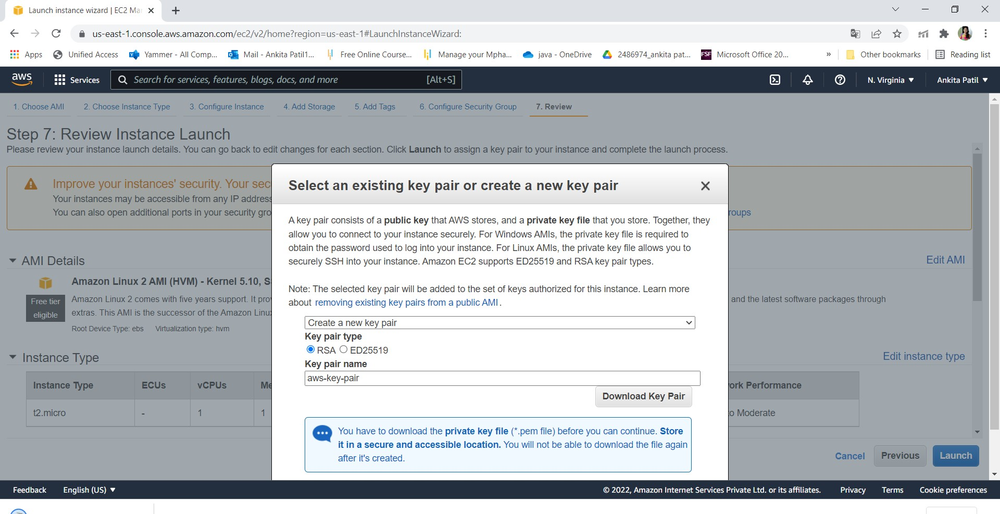 Launch instance wizard | EC2 Ma
us-east-1.console.aws.amazon.com/ec2/v2/home?region=us-east-1#LaunchInstanceWizard:
Apps Unified Access Yammer - All Comp... Mail - Ankita Patil1... Free Online Course... Manage your Mpha... java - OneDrive 2486974_ankita pat... FSF Microsoft Office 20... » Other bookmarks Reading list
aws Services Search for services, features, blogs, docs, and more [Alt+S] N. Virginia Ankita Patil
1. Choose AMI 2. Choose Instance Type 3. Configure Instance 4. Add Storage 5. Add Tags 6. Configure Security Group 7. Review
Step 7: Review Instance Launch
Please review your instance launch details. You can go back to edit changes for each section. Click Launch to assign a key pair to your instance and complete the launch process.
Improve your instances' security. Your sec
Your instances may be accessible from any IP address
You can also open additional ports in your security gro
roups
AMI Details
Edit AMI
Amazon Linux 2 AMI (HVM) - Kernel 5.10, S
Free tier
eligible
Amazon Linux 2 comes with five years support. It pro
and the latest software packages through
extras. This AMI is the successor of the Amazon Linu
Root Device Type: ebs Virtualization type: hvm
Instance Type
Edit instance type
Instance Type ECUs vCPUs Me ork Performance
t2.micro - 1 1 o Moderate
Select an existing key pair or create a new key pair
A key pair consists of a public key that AWS stores, and a private key file that you store. Together, they
allow you to connect to your instance securely. For Windows AMIs, the private key file is required to
obtain the password used to log into your instance. For Linux AMIs, the private key file allows you to
securely SSH into your instance. Amazon EC2 supports ED25519 and RSA key pair types.
Note: The selected key pair will be added to the set of keys authorized for this instance. Learn more
about removing existing key pairs from a public AMI.
Create a new key pair
Key pair type
RSA ED25519
Key pair name
aws-key-pair
Download Key Pair
You have to download the private key file (*.pem file) before you can continue. Store
it in a secure and accessible location. You will not be able to download the file again
after it's created.
Cancel Previous Launch
Feedback English (US) © 2022, Amazon Internet Services Private Ltd. or its affiliates. Privacy Terms Cookie preferences